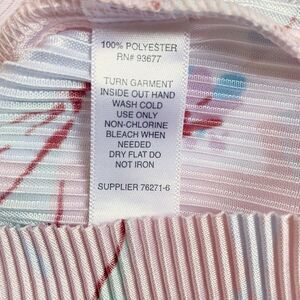 100% POLYESTER
RN# 93677
TURN GARMENT
INSIDE OUT HAND
WASH COLD
USE ONLY
NON-CHLORINE
BLEACH WHEN
NEEDED
DRY FLAT DO
NOT IRON
SUPPLIER 76271-6